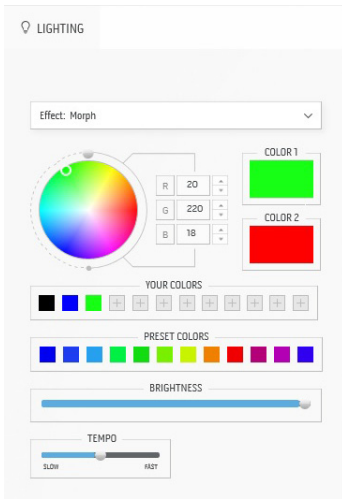 LIGHTING
Effect: Morph
COLOR 1
R 20
G 220
B 18
COLOR 2
YOUR COLORS
PRESET COLORS
BRIGHTNESS
TEMPO
SLOW FAST